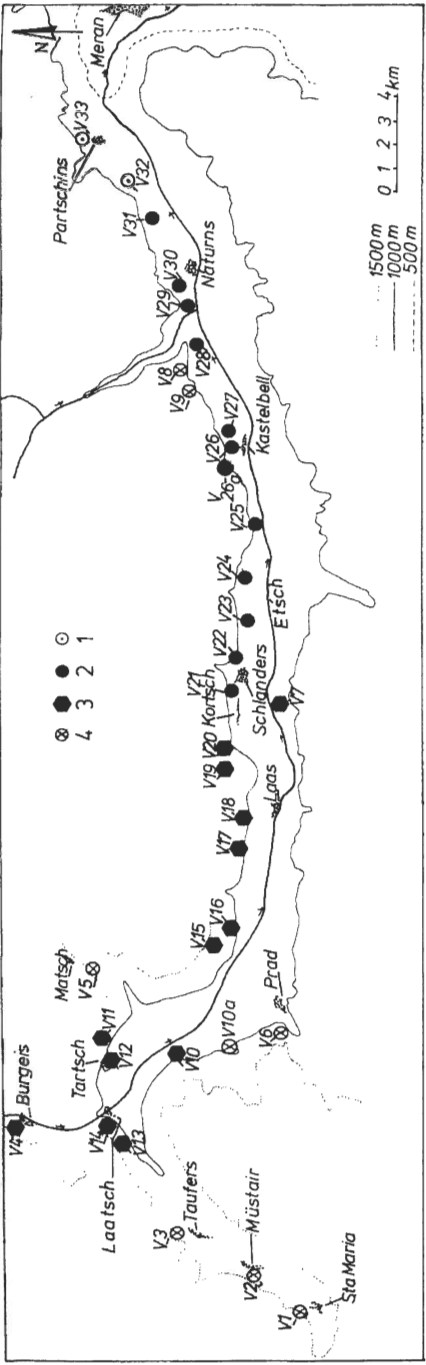 N
Meran
V33
Partschins
V32
V31
V30
V29
Naturns
V28
V8
V9
V27
V26
V
26a
Kastelbell
V25
V24
V23
Etsch
V22
V21
Kortsch
Schlanders
V7
V20
V19
V18
Laas
V17
V16
V15
Matsch
V5
V11
Tartsch
V12
Prad
V6
V10a
V10
Burgeis
V4
V14
V13
Laatsch
V3
Taufers
Müstair
V2
V1
Sta Maria
1
2
3
4
0 1 2 3 4 km
1500 m
1000 m
500 m